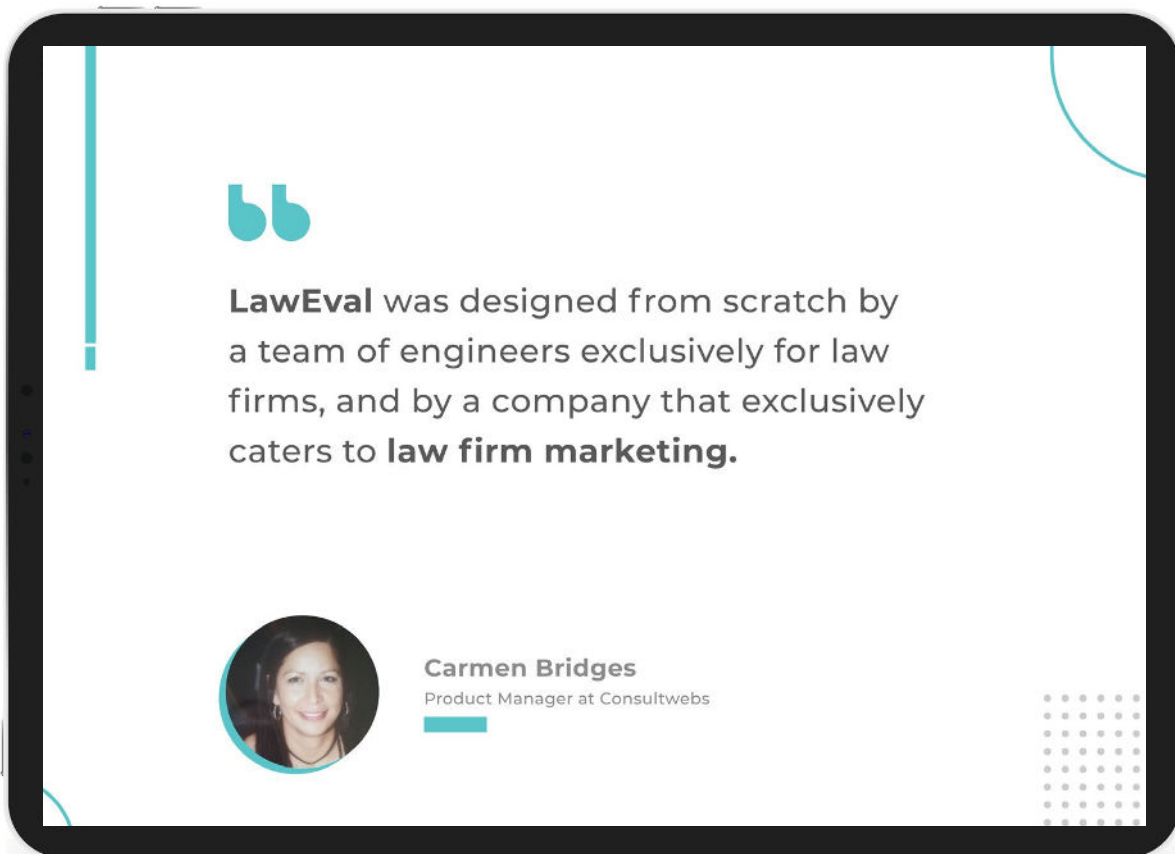 LawEval was designed from scratch by
a team of engineers exclusively for law
firms, and by a company that exclusively
caters to law firm marketing.
Carmen Bridges
Product Manager at Consultwebs